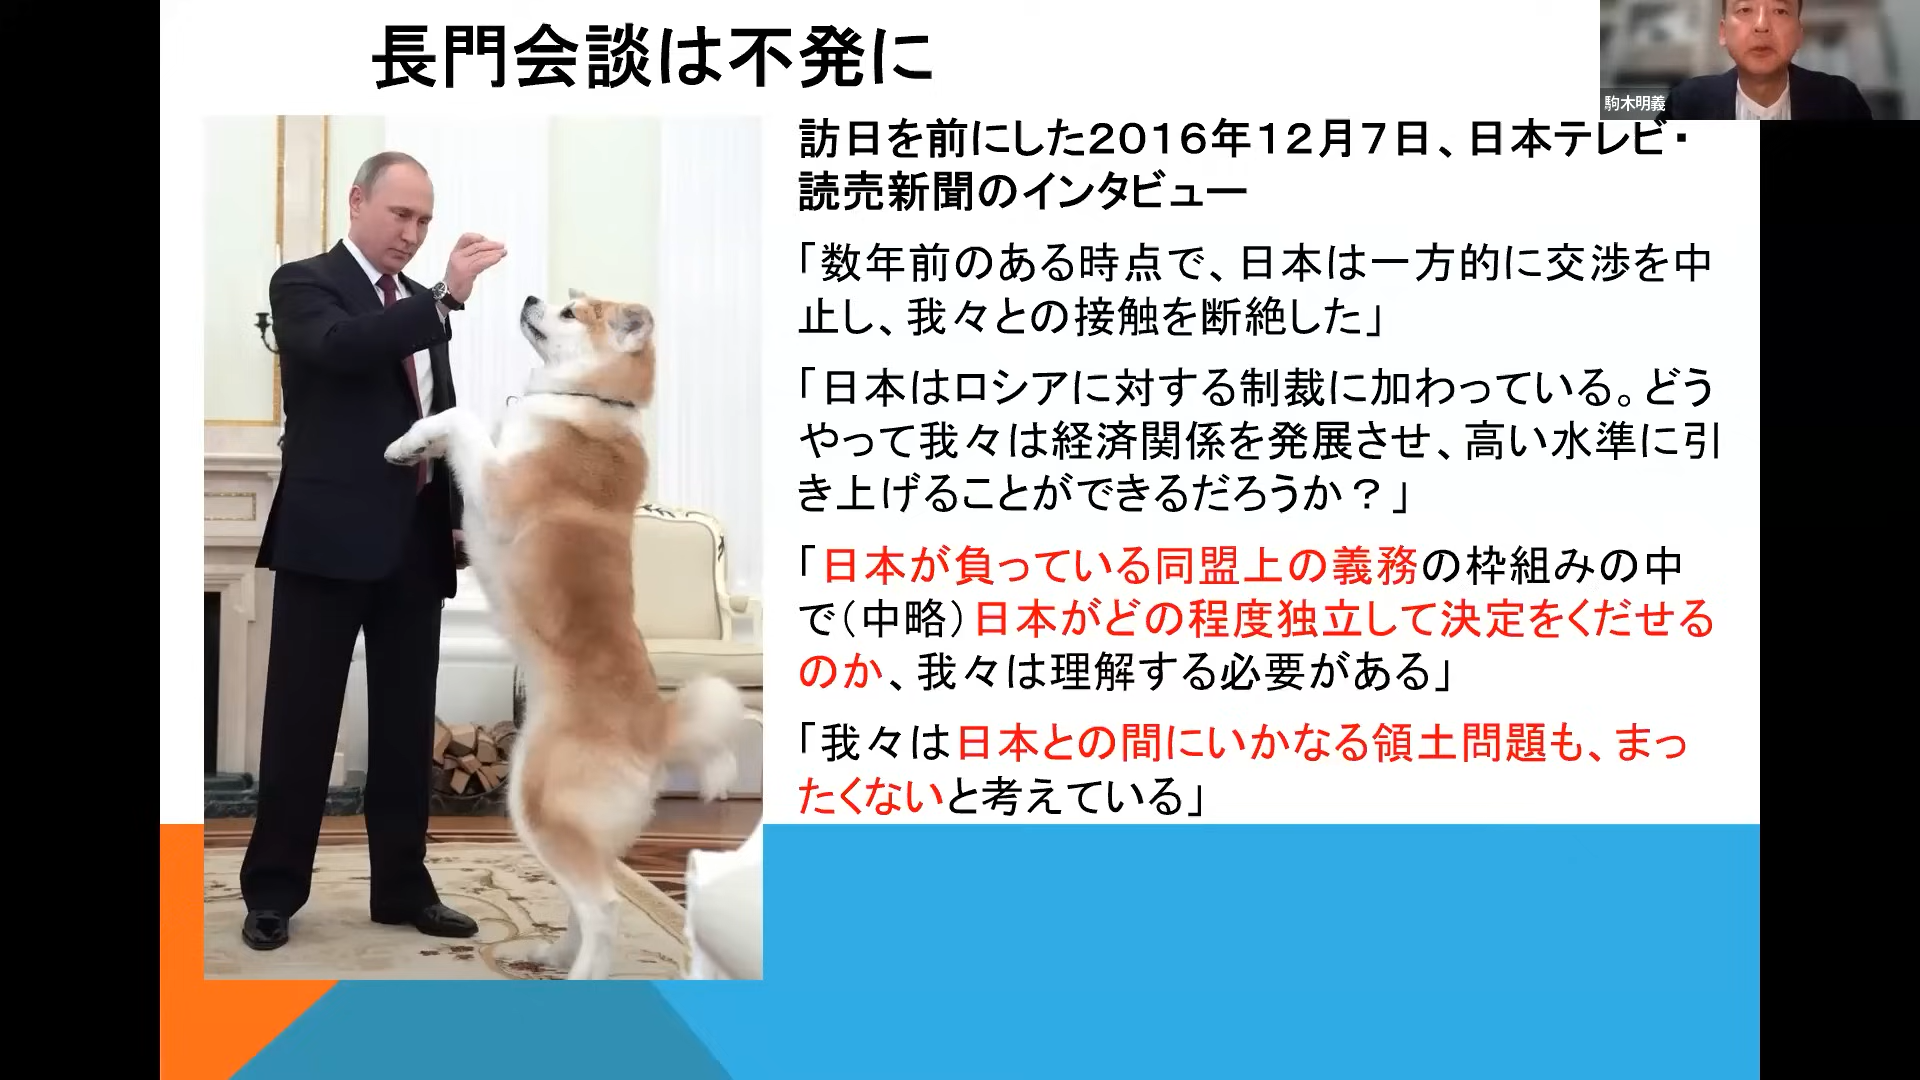 長門会談は不発に
駒木明義
訪日を前にした２０１６年１２月７日、日本テレビ・
読売新聞のインタビュー
「数年前のある時点で、日本は一方的に交渉を中
止し、我々との接触を断絶した」
「日本はロシアに対する制裁に加わっている。どう
やって我々は経済関係を発展させ、高い水準に引
き上げることができるだろうか？」
「日本が負っている同盟上の義務の枠組みの中
で（中略）日本がどの程度独立して決定をくだせる
のか、我々は理解する必要がある」
「我々は日本との間にいかなる領土問題も、まっ
たくないと考えている」